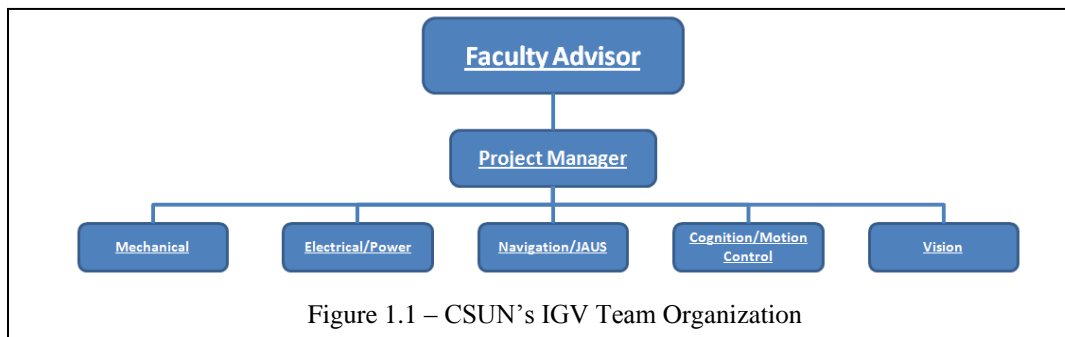 Faculty Advisor
Project Manager
Mechanical
Electrical/Power
Navigation/JAUS
Cognition/Motion
Control
Vision
Figure 1.1 – CSUN’s IGV Team Organization